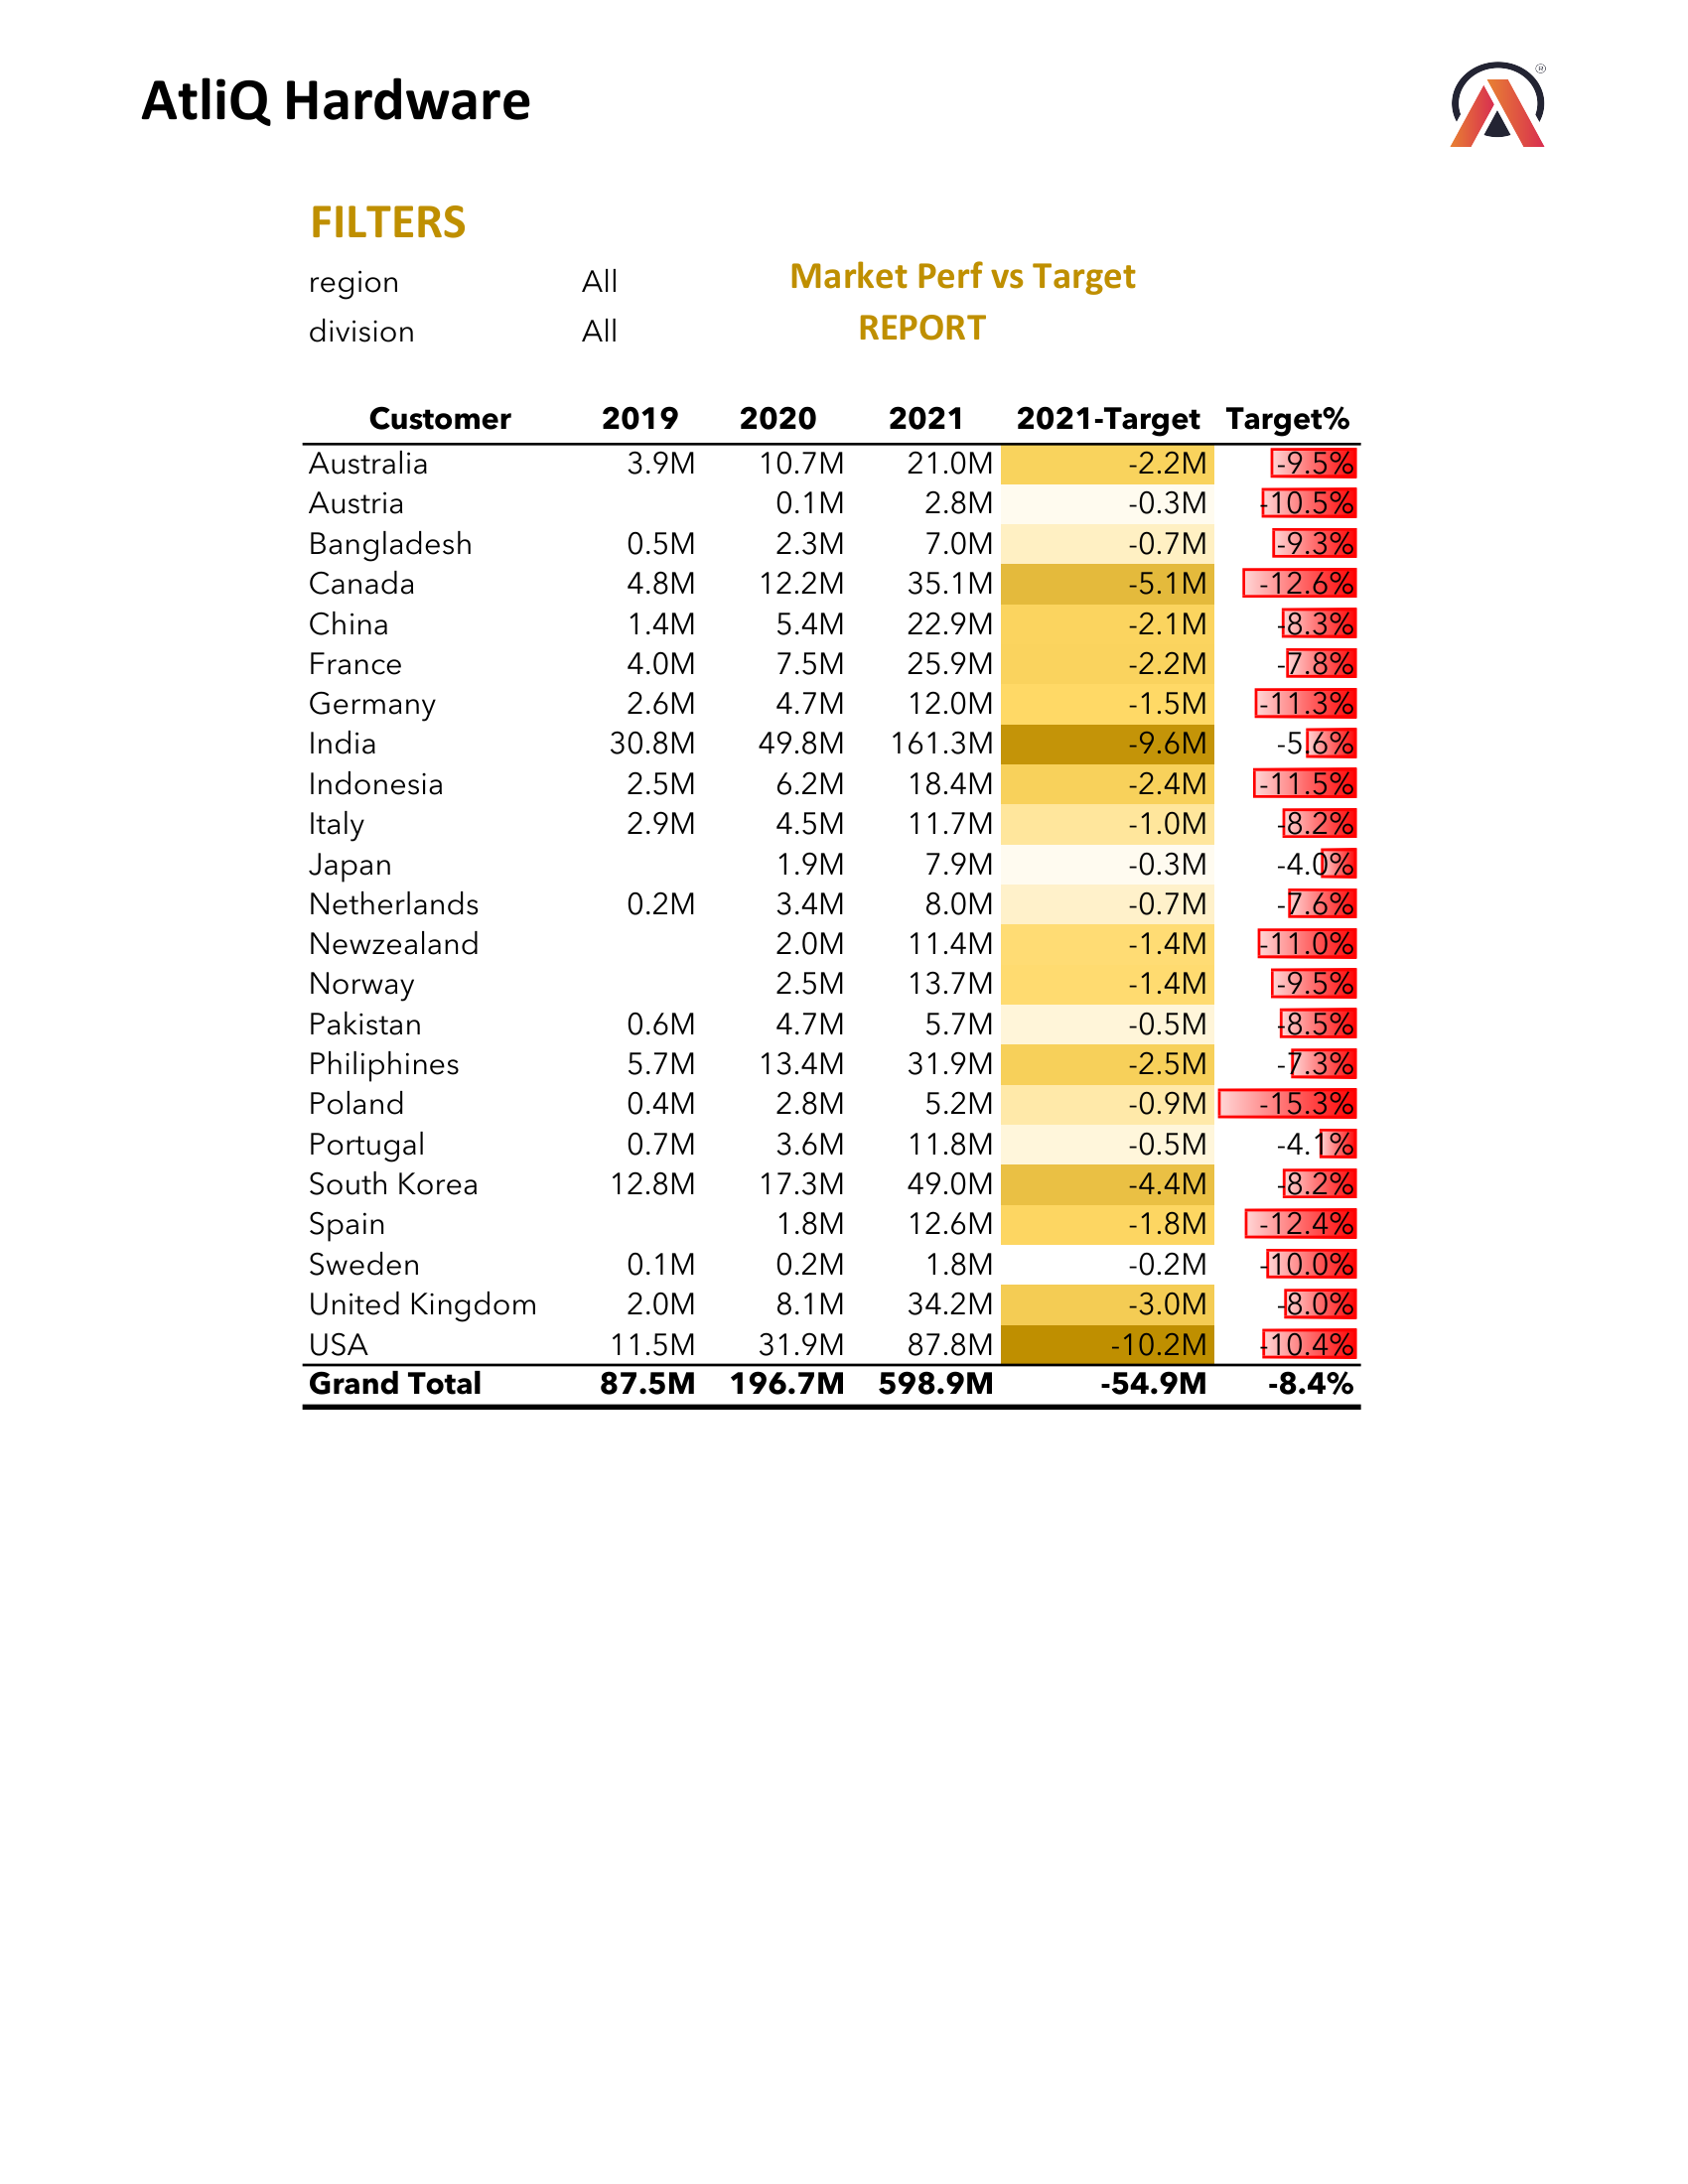 AtliQ Hardware
®
FILTERS
region All
division All
Market Perf vs Target
REPORT
Customer 2019 2020 2021 2021-Target Target%
Australia 3.9M 10.7M 21.0M -2.2M -9.5%
Austria 0.1M 2.8M -0.3M -10.5%
Bangladesh 0.5M 2.3M 7.0M -0.7M -9.3%
Canada 4.8M 12.2M 35.1M -5.1M -12.6%
China 1.4M 5.4M 22.9M -2.1M -8.3%
France 4.0M 7.5M 25.9M -2.2M -7.8%
Germany 2.6M 4.7M 12.0M -1.5M -11.3%
India 30.8M 49.8M 161.3M -9.6M -5.6%
Indonesia 2.5M 6.2M 18.4M -2.4M -11.5%
Italy 2.9M 4.5M 11.7M -1.0M -8.2%
Japan 1.9M 7.9M -0.3M -4.0%
Netherlands 0.2M 3.4M 8.0M -0.7M -7.6%
Newzealand 2.0M 11.4M -1.4M -11.0%
Norway 2.5M 13.7M -1.4M -9.5%
Pakistan 0.6M 4.7M 5.7M -0.5M -8.5%
Philiphines 5.7M 13.4M 31.9M -2.5M -7.3%
Poland 0.4M 2.8M 5.2M -0.9M -15.3%
Portugal 0.7M 3.6M 11.8M -0.5M -4.1%
South Korea 12.8M 17.3M 49.0M -4.4M -8.2%
Spain 1.8M 12.6M -1.8M -12.4%
Sweden 0.1M 0.2M 1.8M -0.2M -10.0%
United Kingdom 2.0M 8.1M 34.2M -3.0M -8.0%
USA 11.5M 31.9M 87.8M -10.2M -10.4%
Grand Total 87.5M 196.7M 598.9M -54.9M -8.4%